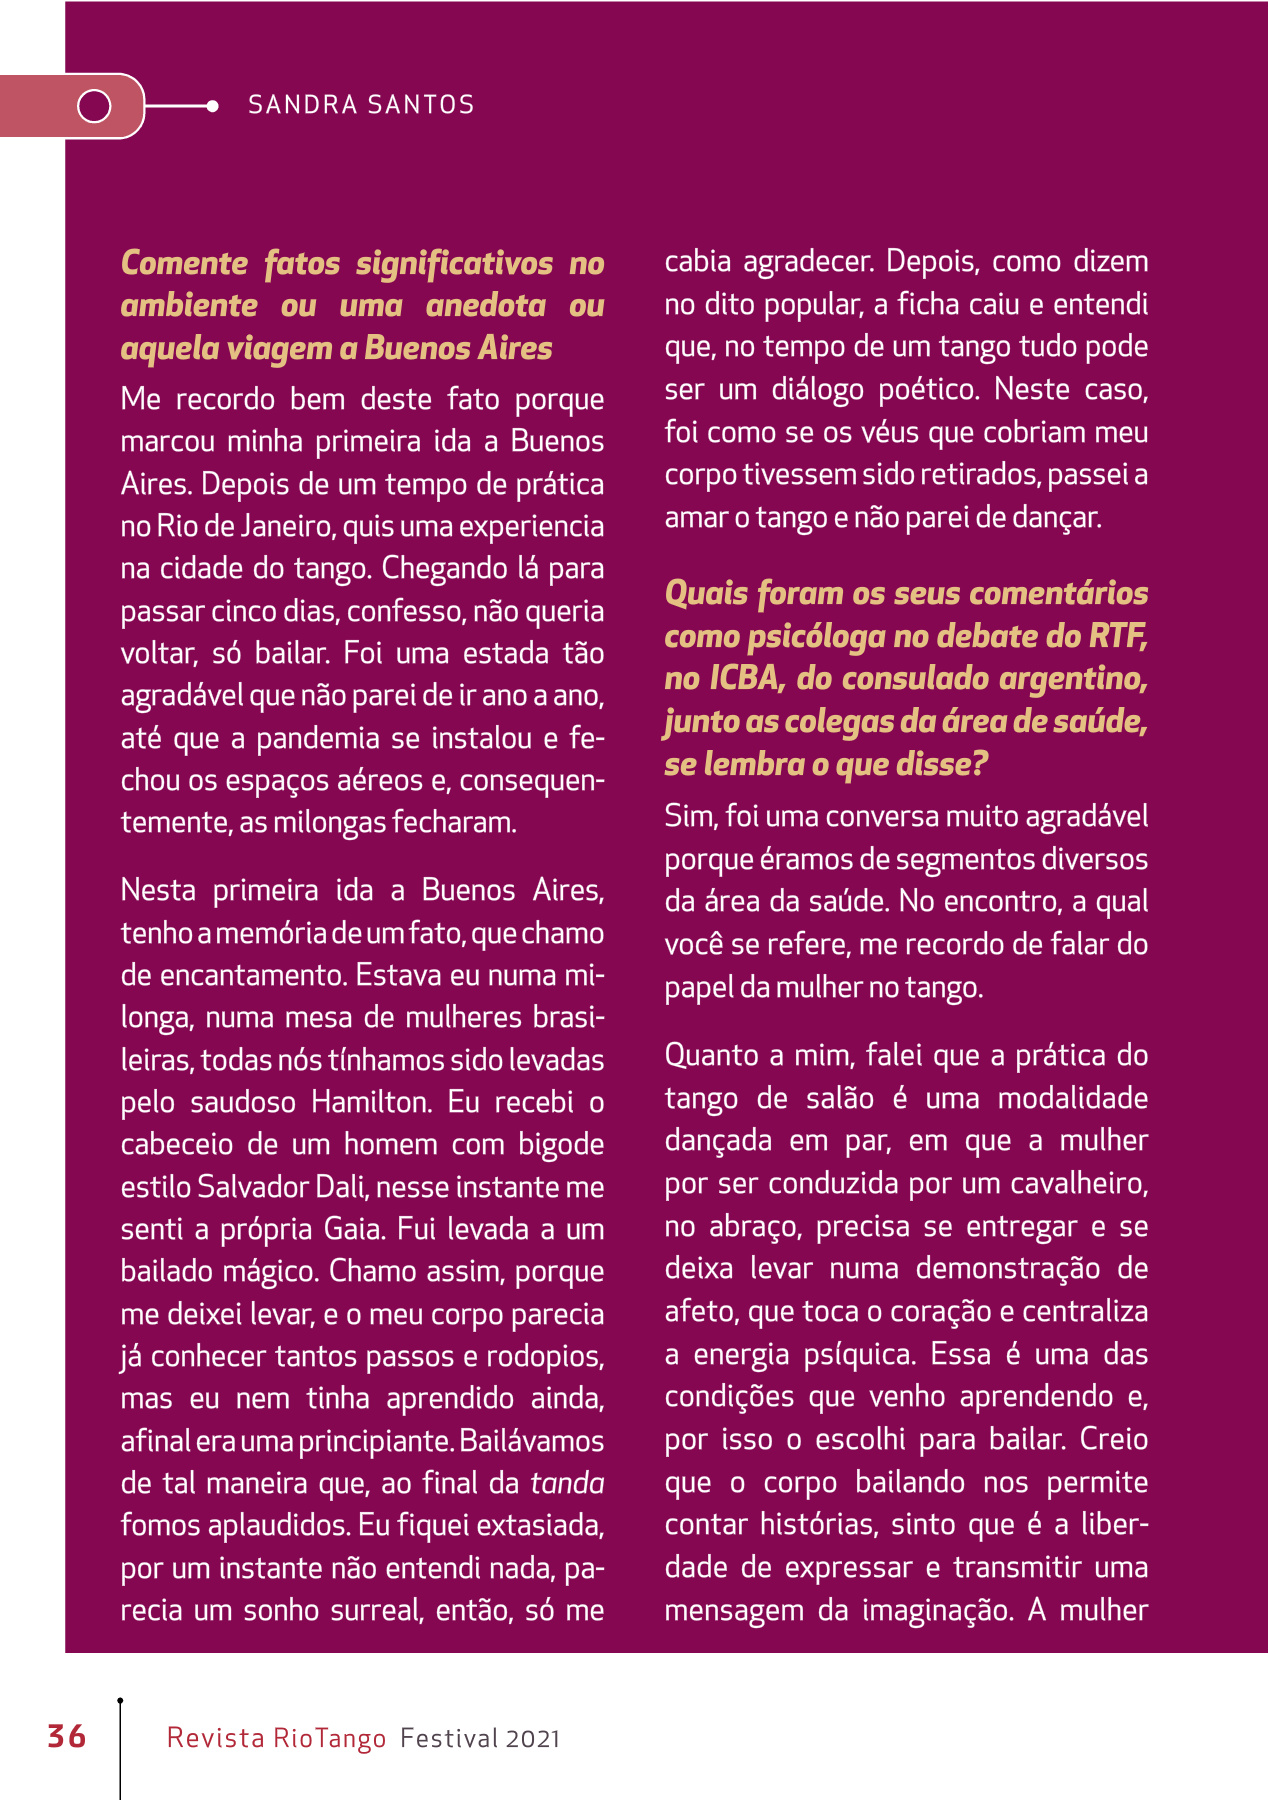 SANDRA SANTOS
Comente fatos significativos no
ambiente ou uma anedota ou
aquela viagem a Buenos Aires
Me recordo bem deste fato porque
marcou minha primeira ida a Buenos
Aires. Depois de um tempo de prática
no Rio de Janeiro, quis uma experiencia
na cidade do tango. Chegando lá para
passar cinco dias, confesso, não queria
voltar, só bailar. Foi uma estada tão
agradável que não parei de ir ano a ano,
até que a pandemia se instalou e fe-
chou os espaços aéreos e, consequen-
temente, as milongas fecharam.
Nesta primeira ida a Buenos Aires,
tenho a memória de um fato, que chamo
de encantamento. Estava eu numa mi-
longa, numa mesa de mulheres brasi-
leiras, todas nós tínhamos sido levadas
pelo saudoso Hamilton. Eu recebi o
cabeceio de um homem com bigode
estilo Salvador Dali, nesse instante me
senti a própria Gaia. Fui levada a um
bailado mágico. Chamo assim, porque
me deixei levar, e o meu corpo parecia
já conhecer tantos passos e rodopios,
mas eu nem tinha aprendido ainda,
afinal era uma principiante. Bailávamos
de tal maneira que, ao final da tanda
fomos aplaudidos. Eu fiquei extasiada,
por um instante não entendi nada, pa-
recia um sonho surreal, então, só me
cabia agradecer. Depois, como dizem
no dito popular, a ficha caiu e entendi
que, no tempo de um tango tudo pode
ser um diálogo poético. Neste caso,
foi como se os véus que cobriam meu
corpo tivessem sido retirados, passei a
amar o tango e não parei de dançar.
Quais foram os seus comentários
como psicóloga no debate do RTF,
no ICBA, do consulado argentino,
junto as colegas da área de saúde,
se lembra o que disse?
Sim, foi uma conversa muito agradável
porque éramos de segmentos diversos
da área da saúde. No encontro, a qual
você se refere, me recordo de falar do
papel da mulher no tango.
Quanto a mim, falei que a prática do
tango de salão é uma modalidade
dançada em par, em que a mulher
por ser conduzida por um cavalheiro,
no abraço, precisa se entregar e se
deixa levar numa demonstração de
afeto, que toca o coração e centraliza
a energia psíquica. Essa é uma das
condições que venho aprendendo e,
por isso o escolhi para bailar. Creio
que o corpo bailando nos permite
contar histórias, sinto que é a liber-
dade de expressar e transmitir uma
mensagem da imaginação. A mulher
36
Revista RioTango Festival 2021